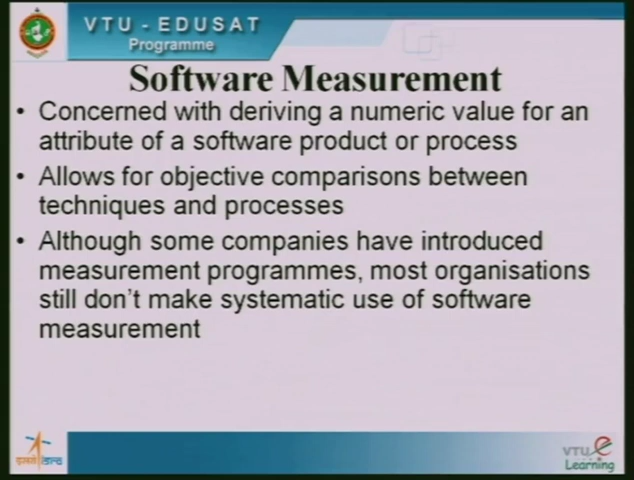 VTU - EDUSAT
Programme
Software Measurement
• Concerned with deriving a numeric value for an
attribute of a software product or process
• Allows for objective comparisons between
techniques and processes
• Although some companies have introduced
measurement programmes, most organisations
still don't make systematic use of software
measurement
VTU e
Learning